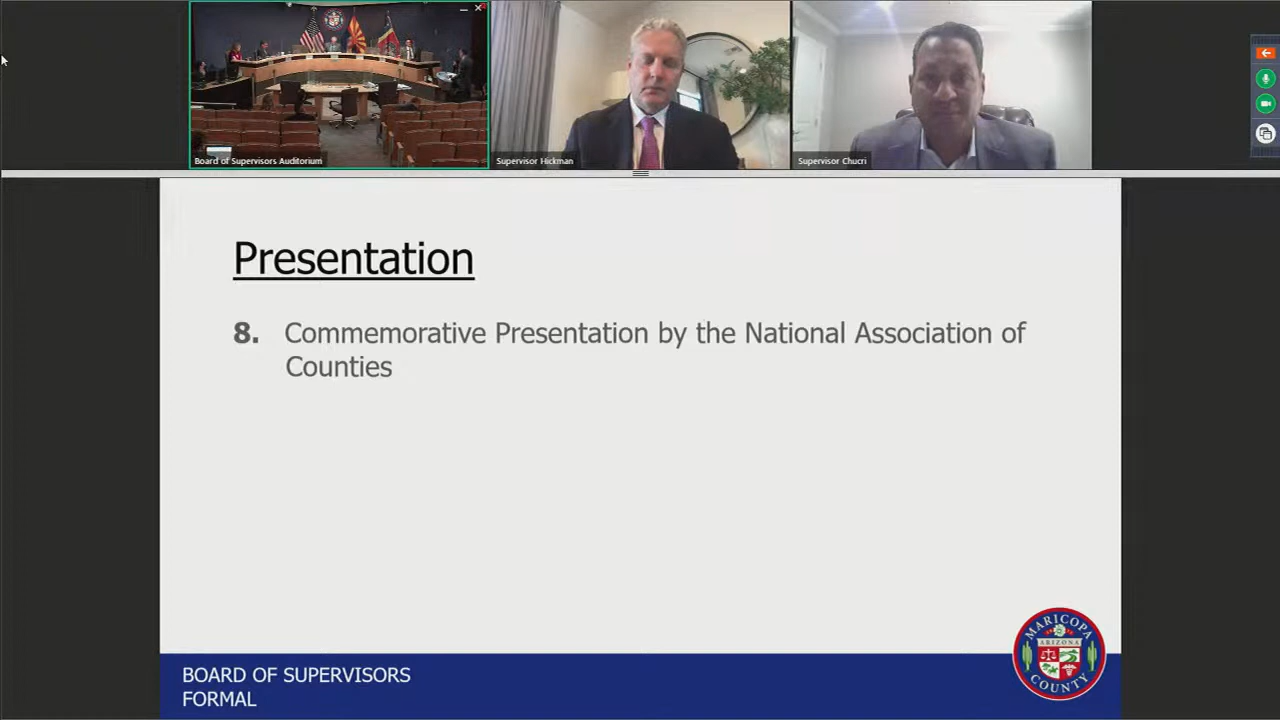 Board of Supervisors Auditorium
Supervisor Hickman
Supervisor Chucri
Presentation
8. Commemorative Presentation by the National Association of
Counties
BOARD OF SUPERVISORS
FORMAL
MARICOPA
ARIZONA
COUNTY